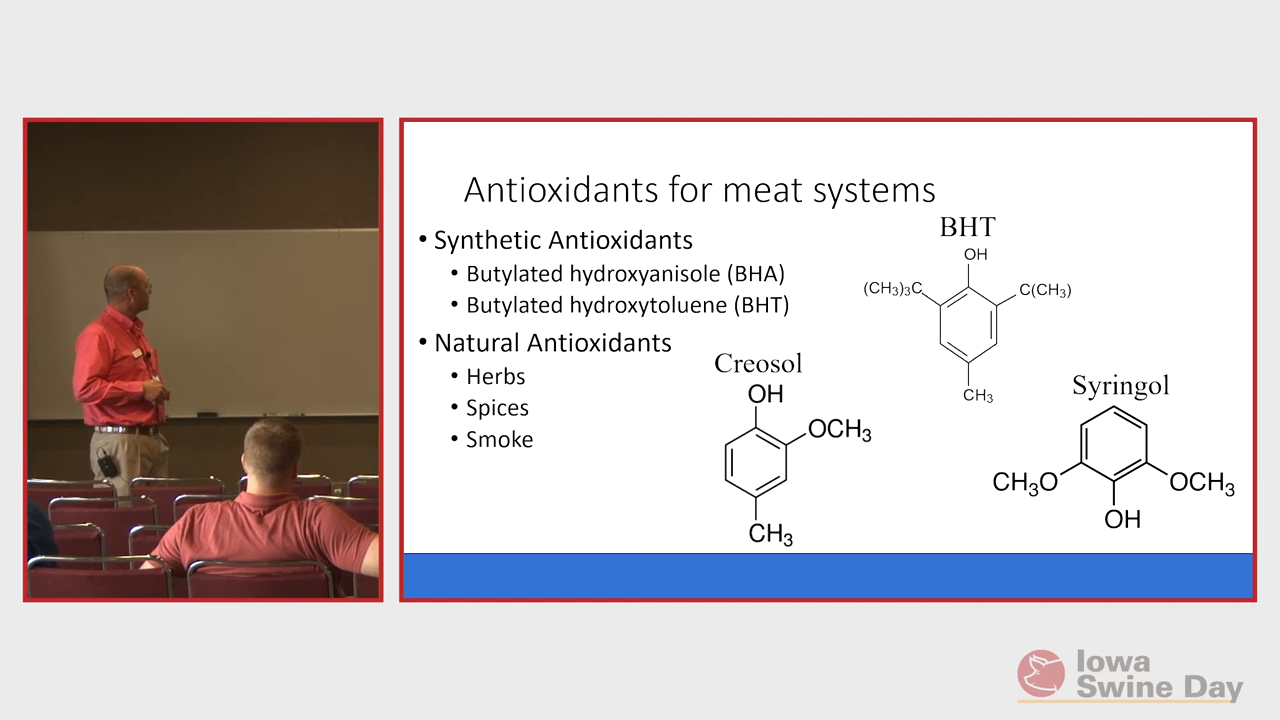 Antioxidants for meat systems
• Synthetic Antioxidants
• Butylated hydroxyanisole (BHA)
• Butylated hydroxytoluene (BHT)
• Natural Antioxidants
• Herbs
• Spices
• Smoke
BHT
OH
(CH₃)₃C
C(CH₃)
CH₃
Creosol
OH
OCH₃
CH₃
Syringol
CH₃O
OCH₃
OH
Iowa
Swine Day